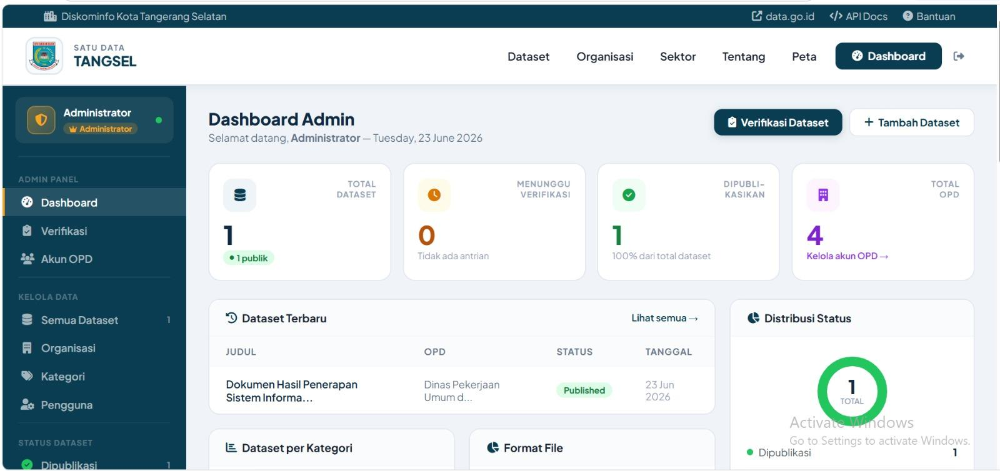 Diskominfo Kota Tangerang Selatan
data.go.id
API Docs
Bantuan
SATU DATA
TANGSEL
Dataset
Organisasi
Sektor
Tentang
Peta
Dashboard
Administrator
Administrator
ADMIN PANEL
Dashboard
Verifikasi
Akun OPD
KELOLA DATA
Semua Dataset 1
Organisasi
Kategori
Pengguna
STATUS DATASET
Dipublikasi 1
Dashboard Admin
Selamat datang, Administrator — Tuesday, 23 June 2026
Verifikasi Dataset
+ Tambah Dataset
TOTAL
DATASET
1
1 publik
MENUNGGU
VERIFIKASI
0
Tidak ada antrian
DIPUBLI-
KASIKAN
1
100% dari total dataset
TOTAL
OPD
4
Kelola akun OPD →
Dataset Terbaru
Lihat semua →
JUDUL OPD STATUS TANGGAL
Dokumen Hasil Penerapan
Sistem Informa...
Dinas Pekerjaan
Umum d...
Published
23 Jun
2026
Distribusi Status
1
TOTAL
Dipublikasi 1
Dataset per Kategori
Format File
Activate Windows
Go to Settings to activate Windows.